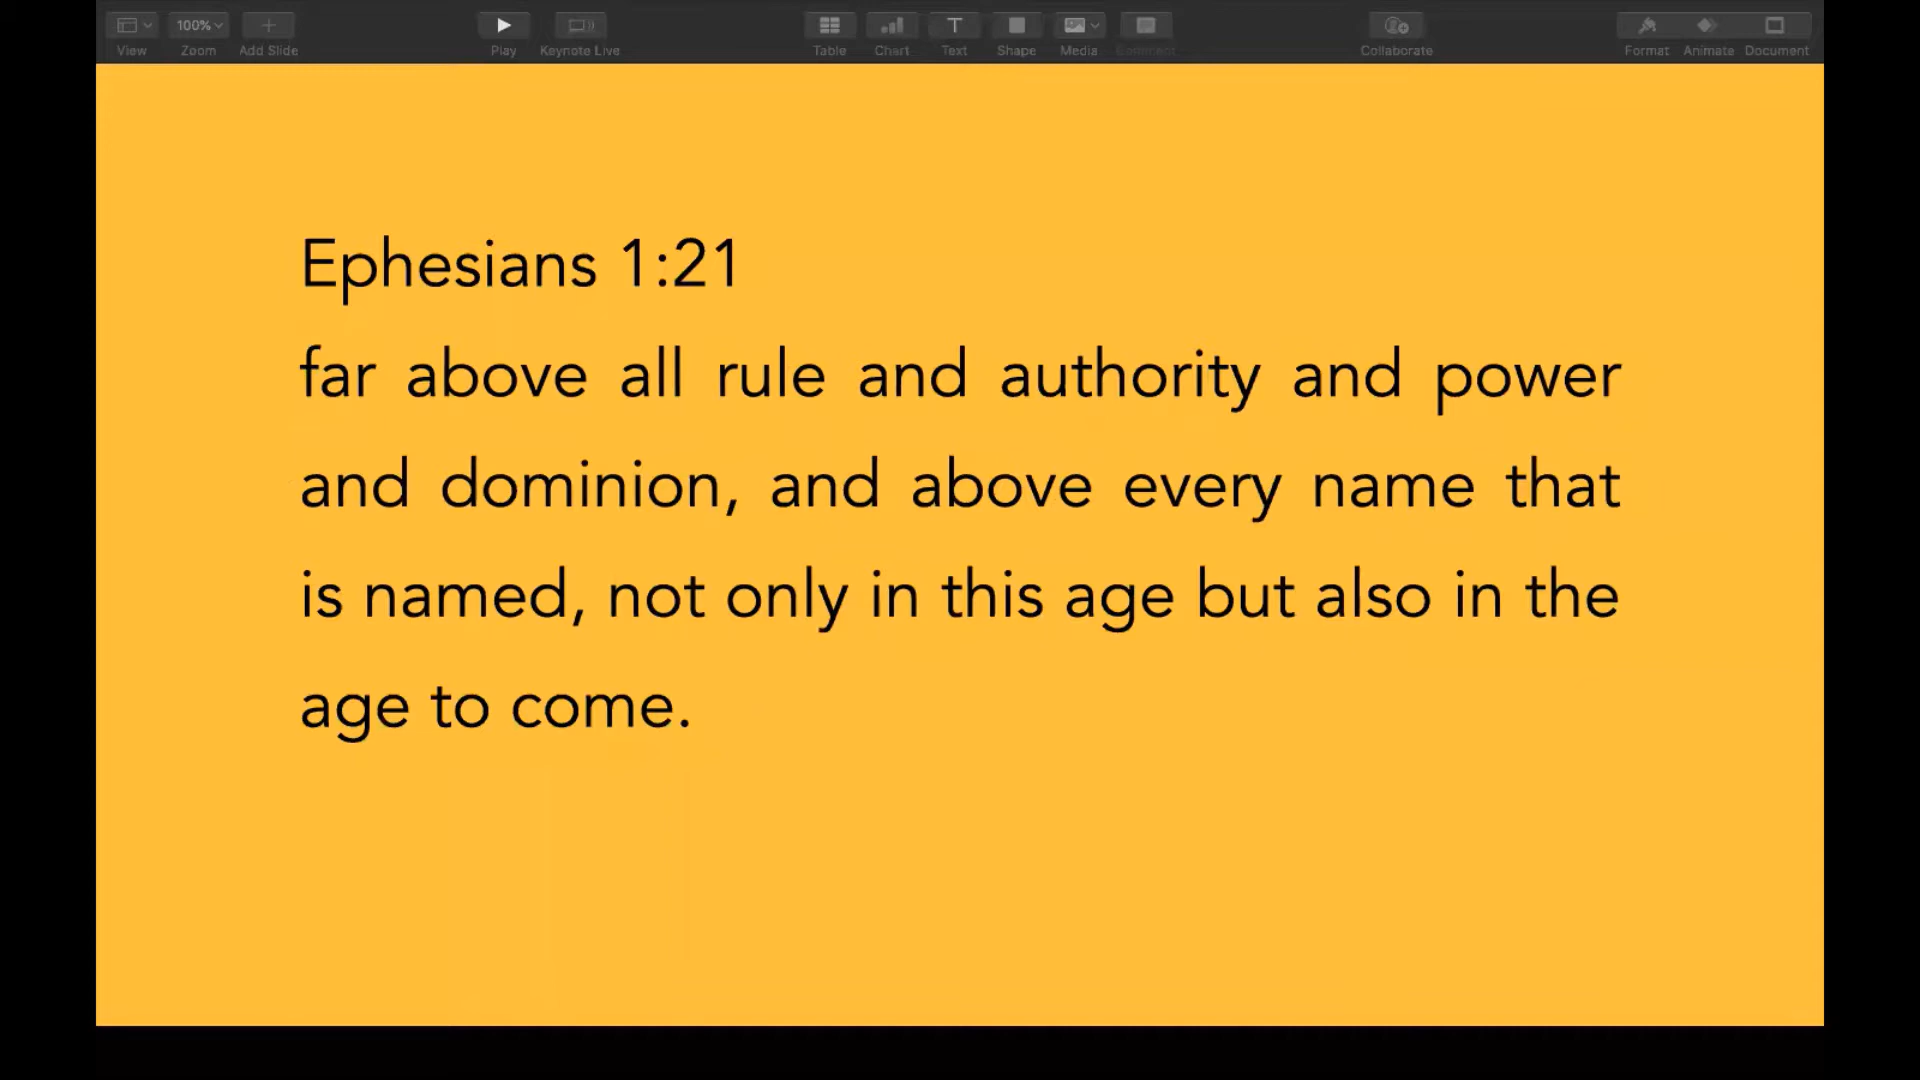 View
100%
Zoom
Add Slide
Play
Keynote Live
Table
Chart
Text
Shape
Media
Comment
Collaborate
Format
Animate
Document
Ephesians 1:21
far above all rule and authority and power
and dominion, and above every name that
is named, not only in this age but also in the
age to come.